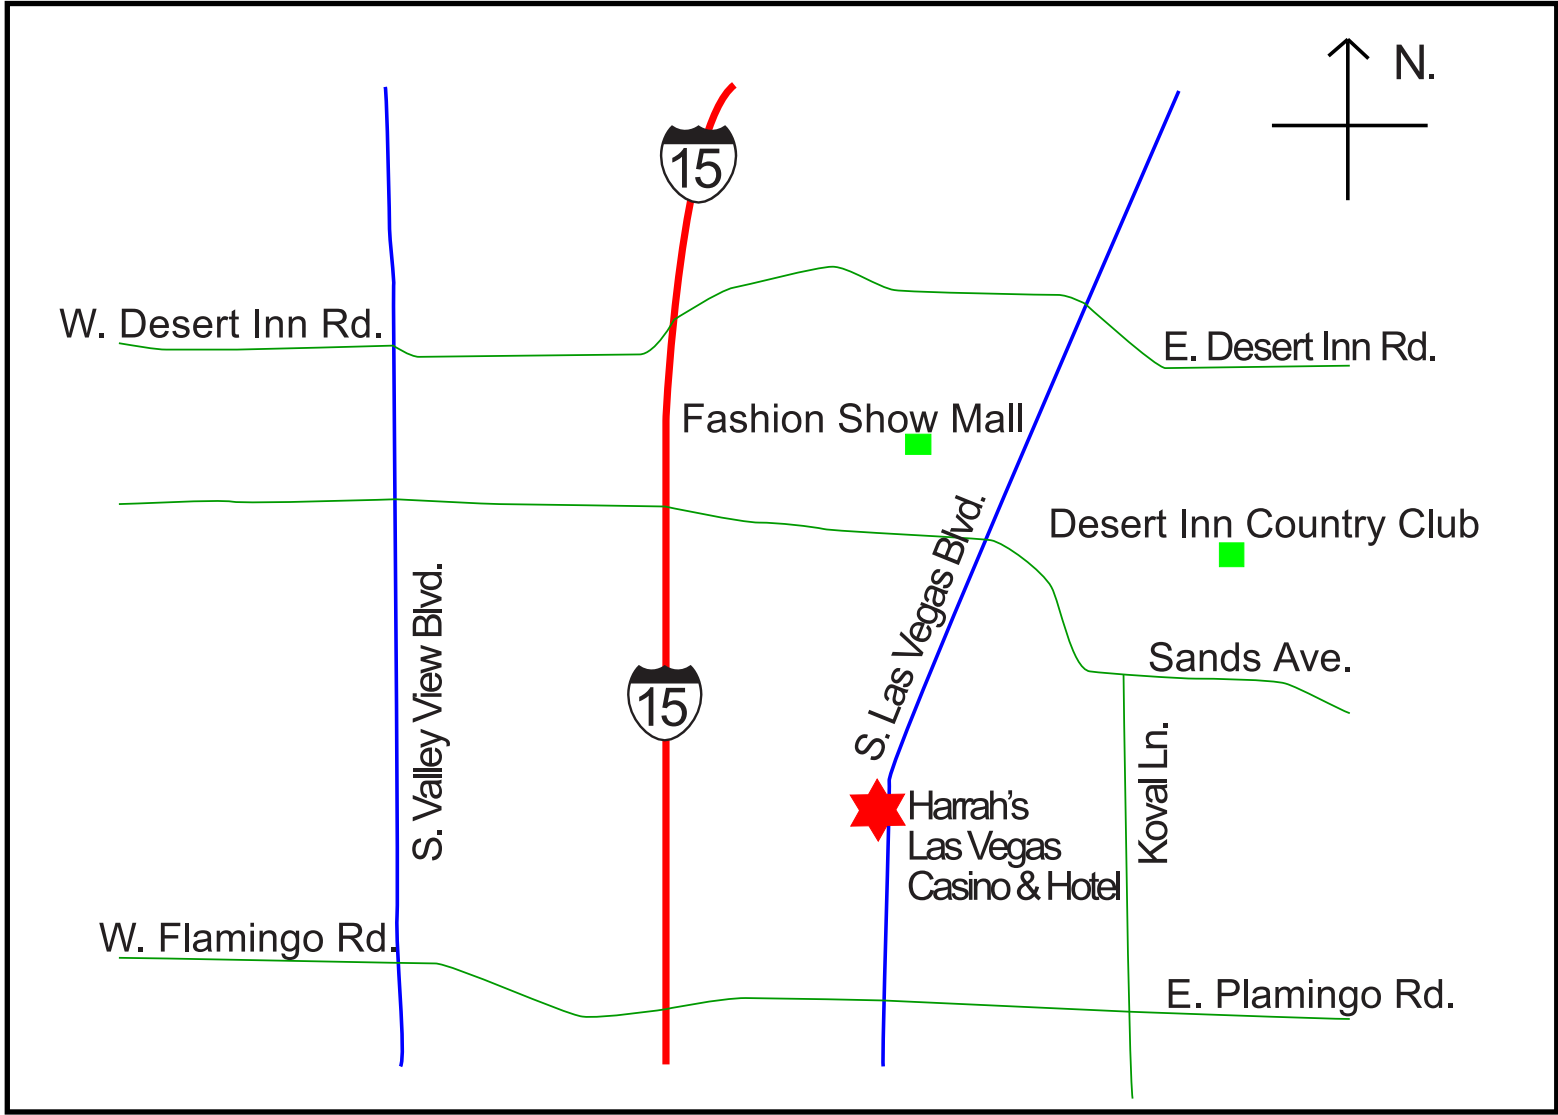 N.
15
W. Desert Inn Rd.
E. Desert Inn Rd.
Fashion Show Mall
Desert Inn Country Club
S. Las Vegas Blvd.
S. Valley View Blvd.
Sands Ave.
15
Koval Ln.
Harrah’s
Las Vegas
Casino & Hotel
W. Flamingo Rd.
E. Plamingo Rd.